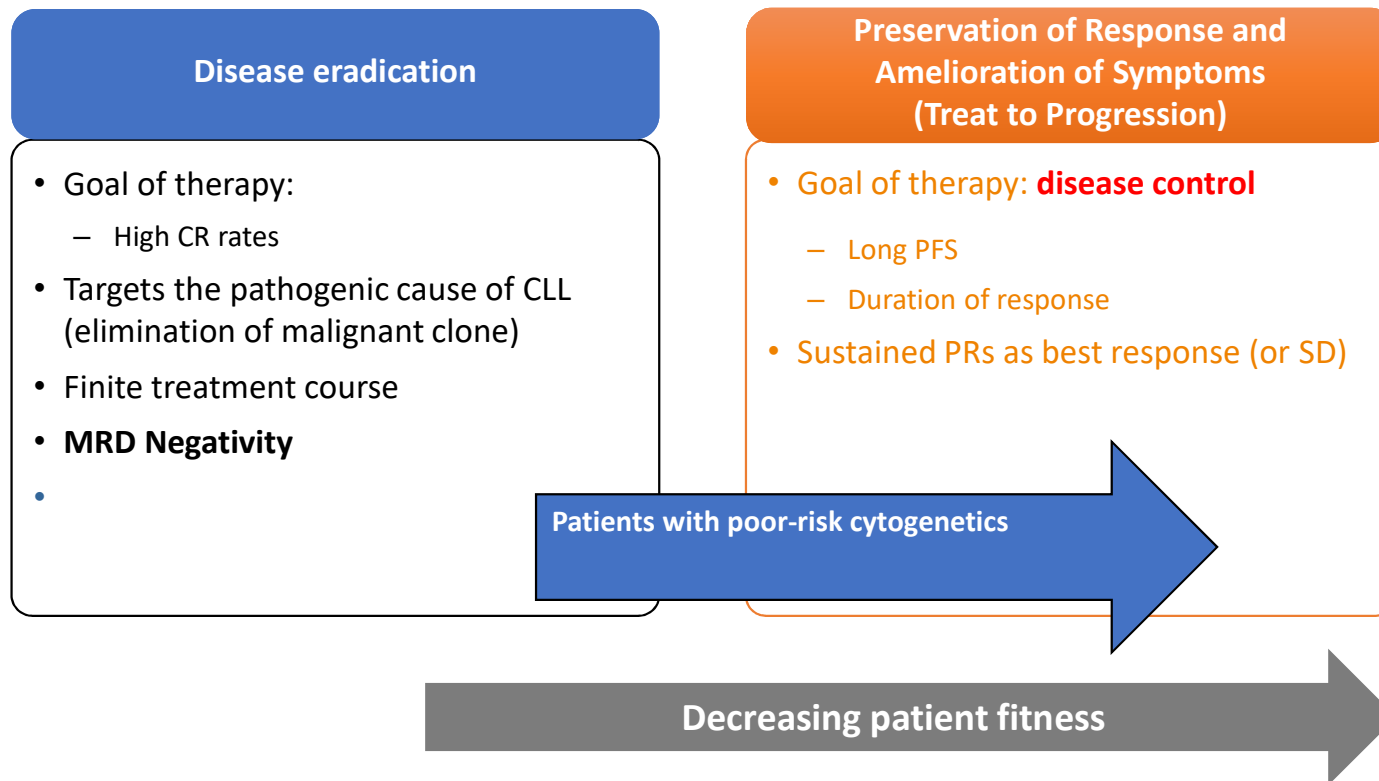 Disease eradication
• Goal of therapy:
– High CR rates
• Targets the pathogenic cause of CLL
(elimination of malignant clone)
• Finite treatment course
• MRD Negativity
•
Preservation of Response and
Amelioration of Symptoms
(Treat to Progression)
• Goal of therapy: disease control
– Long PFS
– Duration of response
• Sustained PRs as best response (or SD)
Patients with poor-risk cytogenetics
Decreasing patient fitness